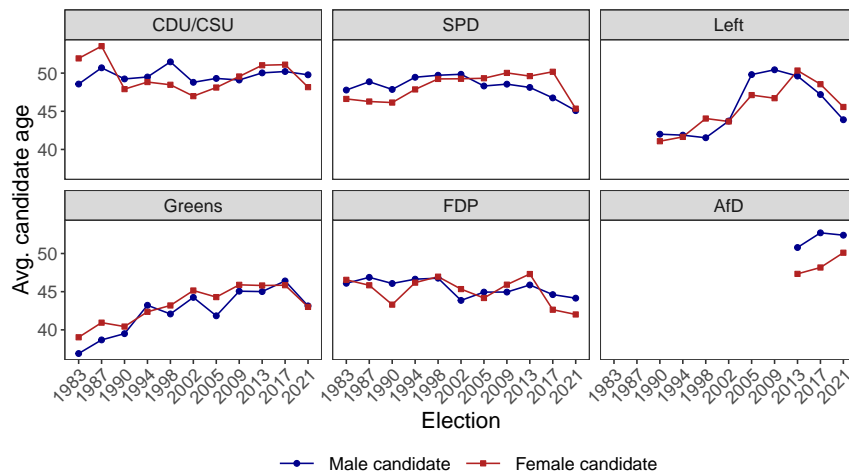 CDU/CSU SPD Left
50
45
40
Greens FDP AfD
50
45
40
1983 1987 1990 1994 1998 2002 2005 2009 2013 2017 2021 1983 1987 1990 1994 1998 2002 2005 2009 2013 2017 2021 1983 1987 1990 1994 1998 2002 2005 2009 2013 2017 2021
Avg. candidate age
Election
Male candidate Female candidate